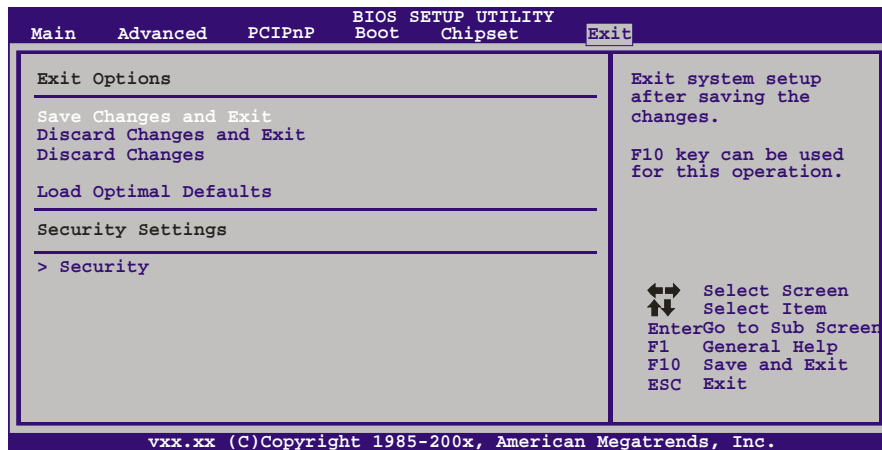 BIOS SETUP UTILITY
Main Advanced PCIPnP Boot Chipset Exit
Exit Options
Save Changes and Exit
Discard Changes and Exit
Discard Changes
Load Optimal Defaults
Security Settings
> Security
Exit system setup
after saving the
changes.
F10 key can be used
for this operation.
Select Screen
Select Item
Enter Go to Sub Screen
F1 General Help
F10 Save and Exit
ESC Exit
vxx.xx (C)Copyright 1985-200x, American Megatrends, Inc.